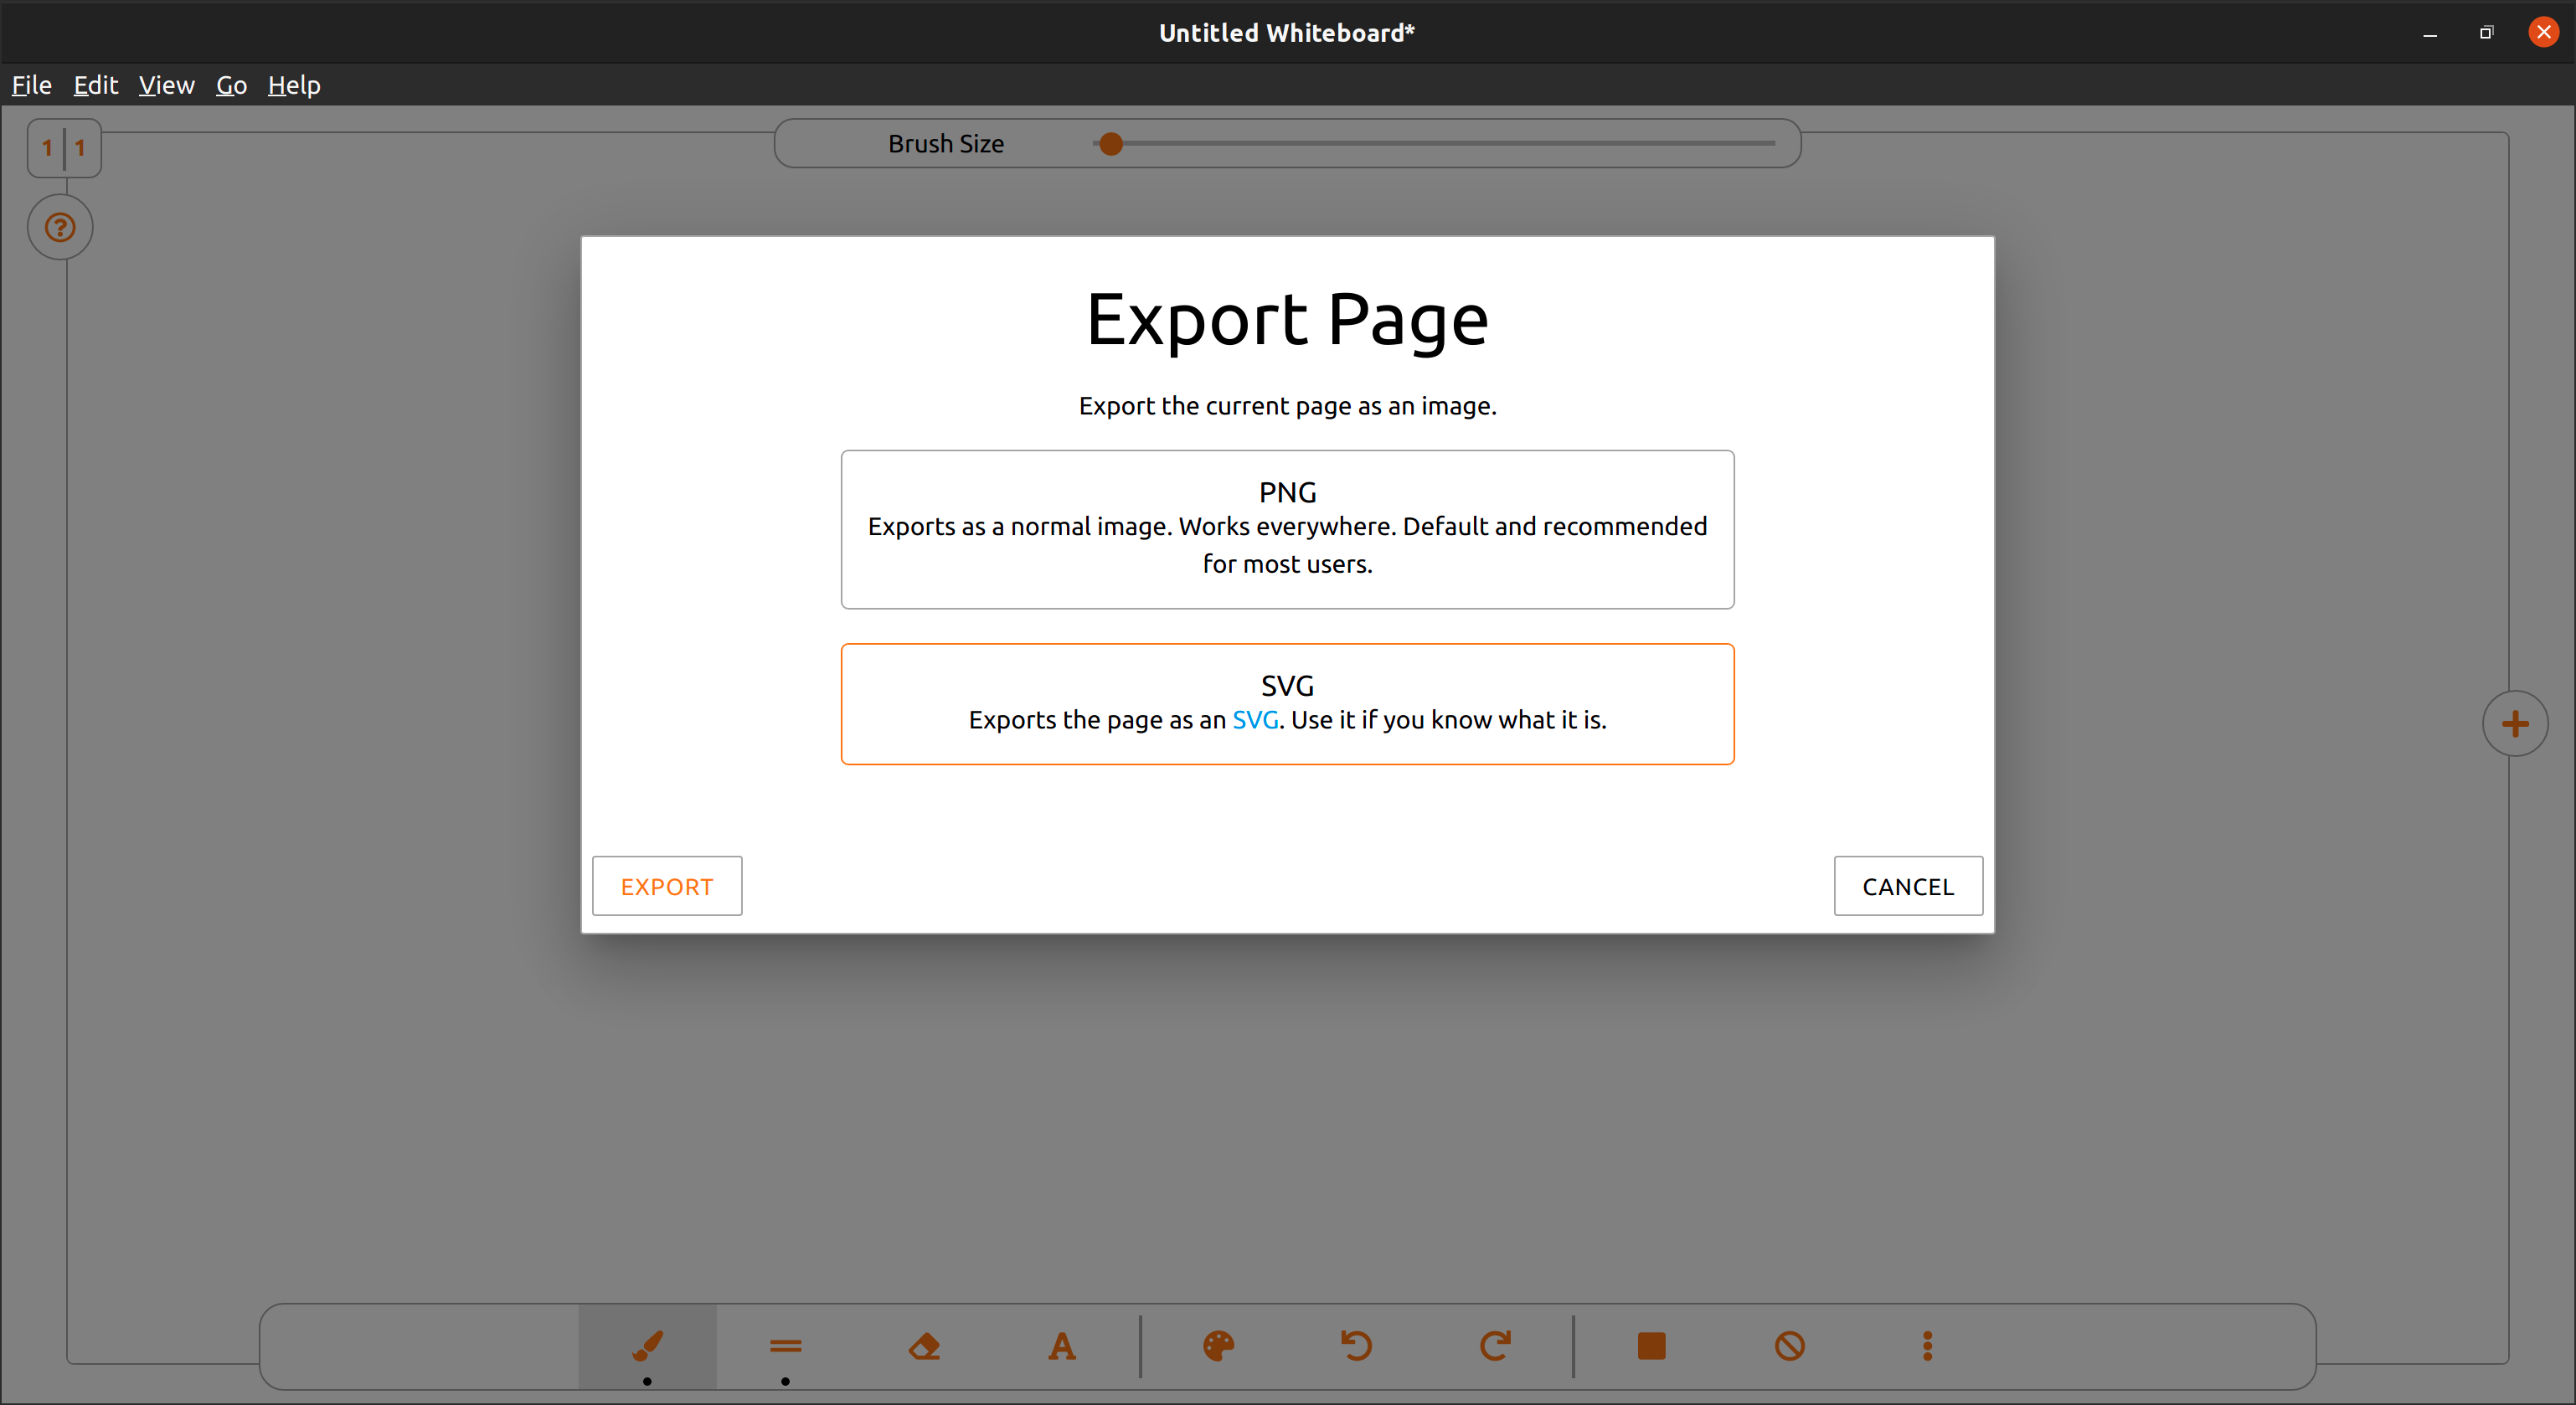 Untitled Whiteboard*
File Edit View Go Help
1 1
Brush Size
Export Page
Export the current page as an image.
PNG
Exports as a normal image. Works everywhere. Default and recommended
for most users.
SVG
Exports the page as an SVG. Use it if you know what it is.
EXPORT
CANCEL
A